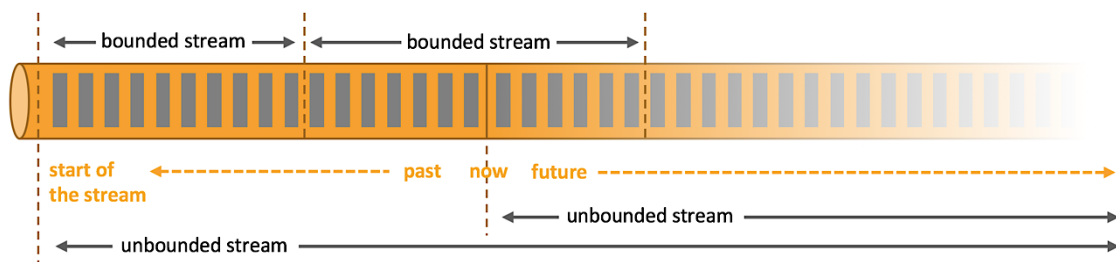 bounded stream
bounded stream
start of
the stream
past
now
future
unbounded stream
unbounded stream